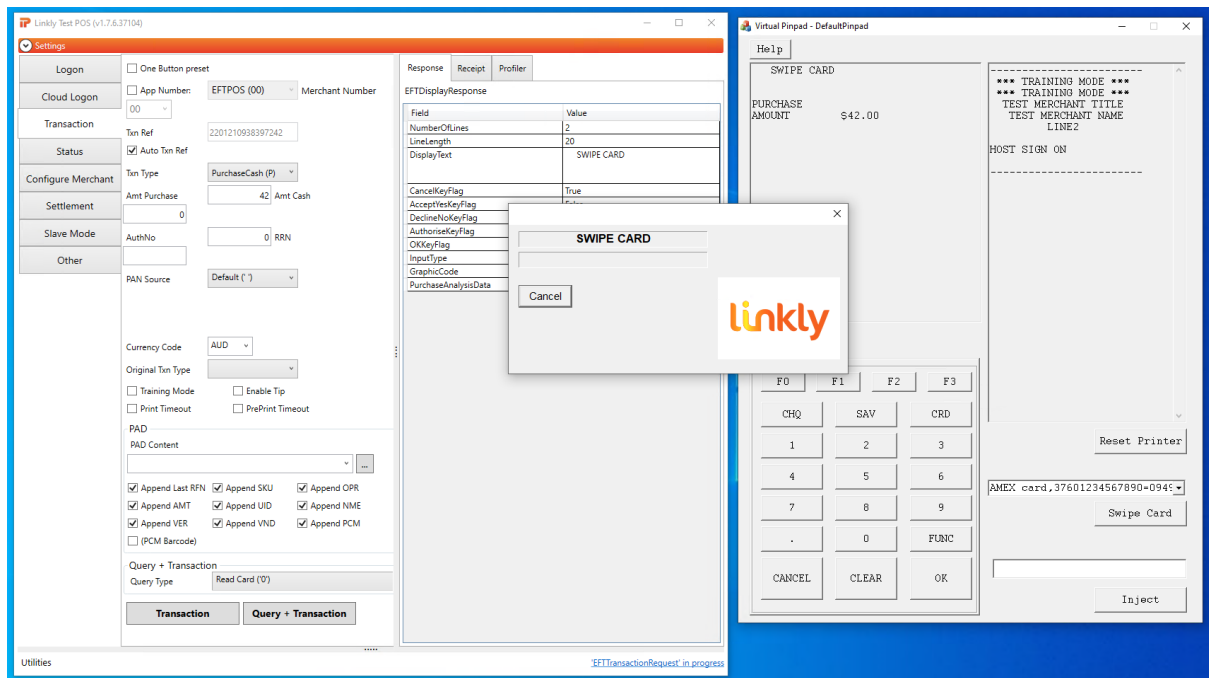 Linkly Test POS (v1.7.6.37104)
Settings
Logon
Cloud Logon
Transaction
Status
Configure Merchant
Settlement
Slave Mode
Other
One Button preset
App Number: EFTPOS (00) Merchant Number
00
Txn Ref 2201210938397242
Auto Txn Ref
Txn Type PurchaseCash (P)
Amt Purchase 42 Amt Cash
0
AuthNo 0 RRN
PAN Source Default (' ')
Currency Code AUD
Original Txn Type
Training Mode Enable Tip
Print Timeout PrePrint Timeout
PAD
PAD Content
...
Append Last RFN Append SKU Append OPR
Append AMT Append UID Append NME
Append VER Append VND Append PCM
(PCM Barcode)
Query + Transaction
Query Type Read Card ('0')
Transaction Query + Transaction
Utilities
Response Receipt Profiler
EFTDisplayResponse
Field Value
NumberOfLines 2
LineLength 20
DisplayText SWIPE CARD
CancelKeyFlag True
AcceptYesKeyFlag
DeclineNoKeyFlag
AuthoriseKeyFlag
OKKeyFlag
InputType
GraphicCode
PurchaseAnalysisData
'EFTTransactionRequest' in progress
SWIPE CARD
Cancel
linkly
Virtual Pinpad - DefaultPinpad
Help
SWIPE CARD
PURCHASE
AMOUNT $42.00
F0 F1 F2 F3
CHQ SAV CRD
1 2 3
4 5 6
7 8 9
. 0 FUNC
CANCEL CLEAR OK
*** TRAINING MODE ***
*** TRAINING MODE ***
TEST MERCHANT TITLE
TEST MERCHANT NAME
LINE2
HOST SIGN ON
Reset Printer
AMEX card,37601234567890=0949
Swipe Card
Inject